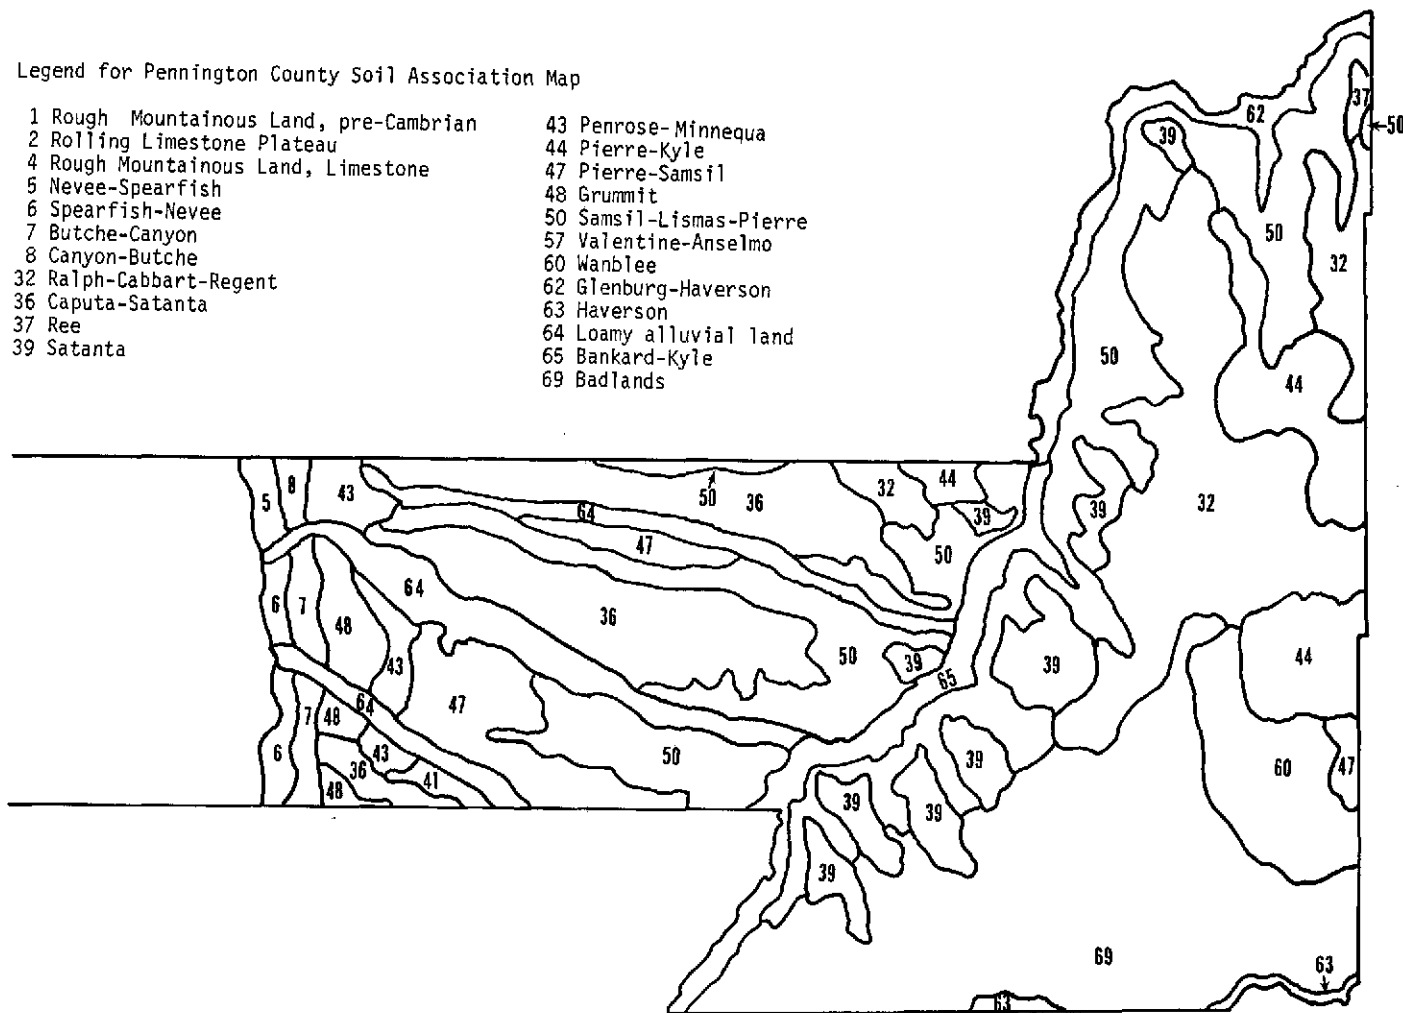 Legend for Pennington County Soil Association Map
1 Rough Mountainous Land, pre-Cambrian
2 Rolling Limestone Plateau
4 Rough Mountainous Land, Limestone
5 Nevee-Spearfish
6 Spearfish-Nevee
7 Butche-Canyon
8 Canyon-Butche
32 Ralph-Cabbart-Regent
36 Caputa-Satanta
37 Ree
39 Satanta
43 Penrose-Minnequa
44 Pierre-Kyle
47 Pierre-Samsil
48 Grummit
50 Samsil-Lismas-Pierre
57 Valentine-Anselmo
60 Wanblee
62 Glenburg-Haverson
63 Haverson
64 Loamy alluvial land
65 Bankard-Kyle
69 Badlands
37
62
50
39
50
32
50
44
8
43
5
50
36
32
44
39
39
32
64
47
50
64
36
6
7
48
43
50
39
65
39
44
47
64
7
48
43
6
36
41
48
50
39
60
47
39
39
39
69
63
63